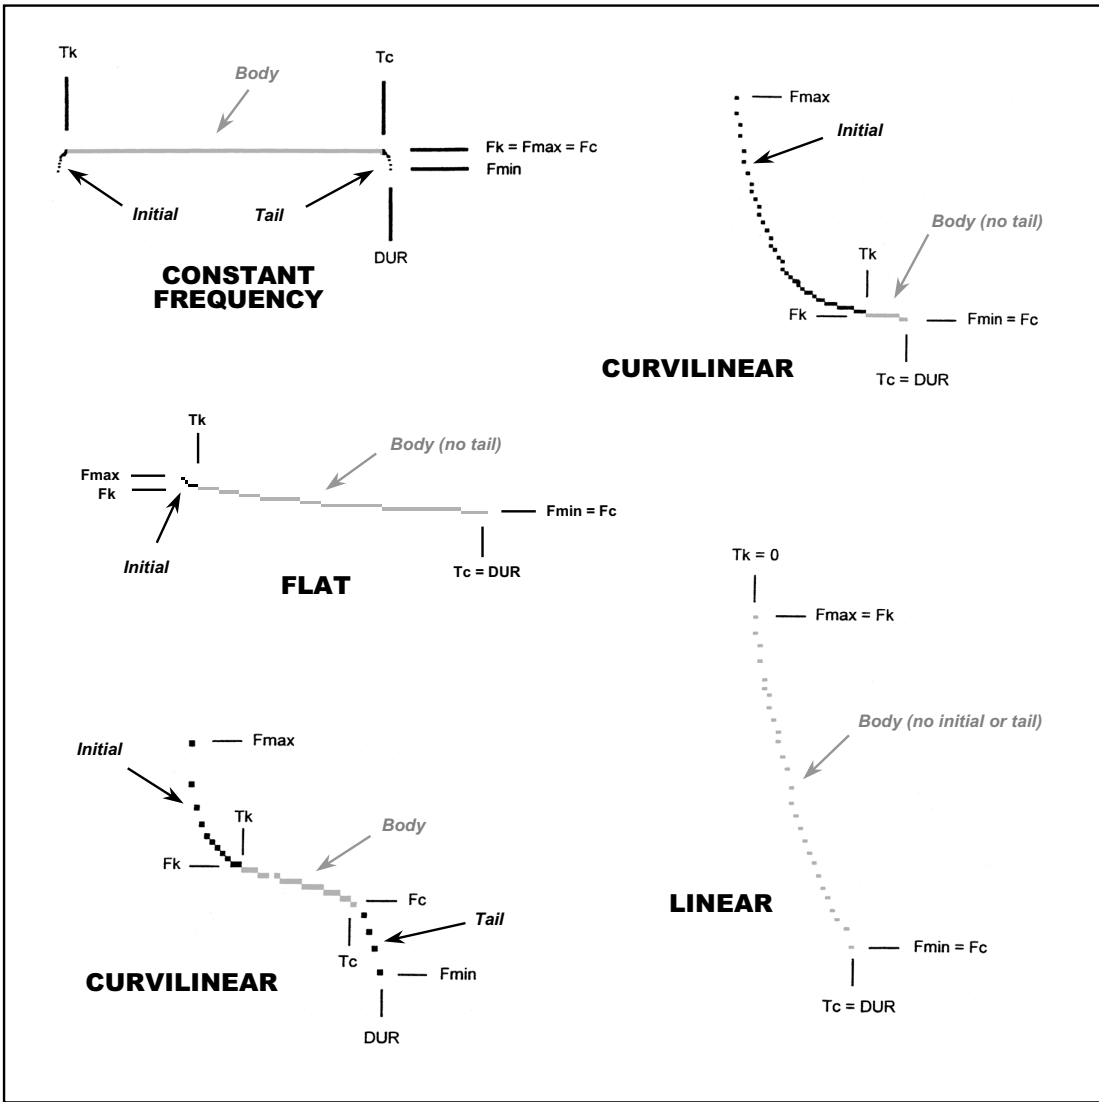 Tk
Tc
Body
Fk = Fmax = Fc
Fmin
Initial
Tail
DUR
CONSTANT
FREQUENCY
Fmax
Initial
Body (no tail)
Tk
Fk
Fmin = Fc
CURVILINEAR
Tc = DUR
Tk
Body (no tail)
Fmax
Fk
Fmin = Fc
Initial
Tc = DUR
FLAT
Tk = 0
Fmax = Fk
Body (no initial or tail)
LINEAR
Fmin = Fc
Tc = DUR
Initial
Fmax
Tk
Body
Fk
Fc
Tail
Tc
Fmin
CURVILINEAR
DUR